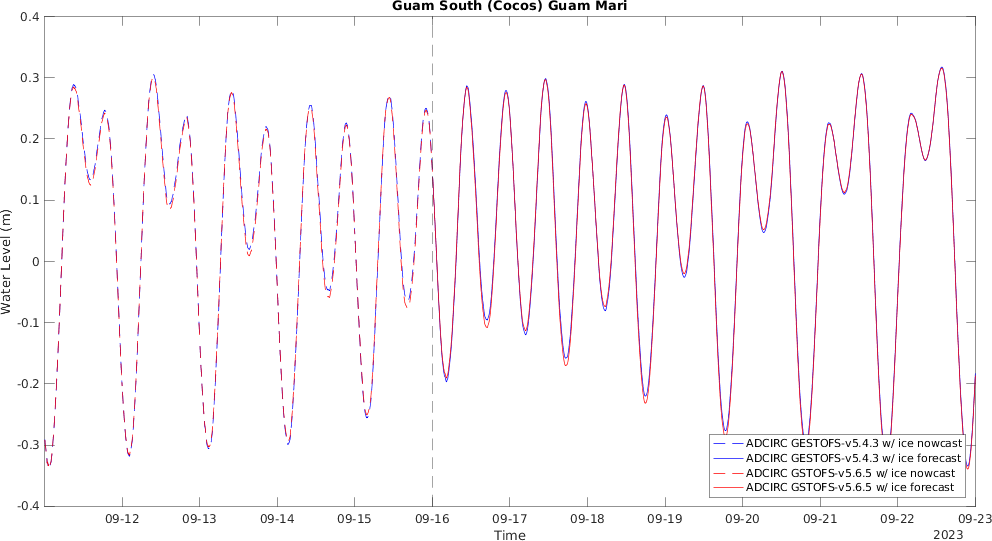 Guam South (Cocos) Guam Mari
Water Level (m)
0.4
0.3
0.2
0.1
0
-0.1
-0.2
-0.3
-0.4
ADCIRC GESTOFS-v5.4.3 w/ ice nowcast
ADCIRC GESTOFS-v5.4.3 w/ ice forecast
ADCIRC GSTOFS-v5.6.5 w/ ice nowcast
ADCIRC GSTOFS-v5.6.5 w/ ice forecast
09-12 09-13 09-14 09-15 09-16 09-17 09-18 09-19 09-20 09-21 09-22 09-23
Time
2023